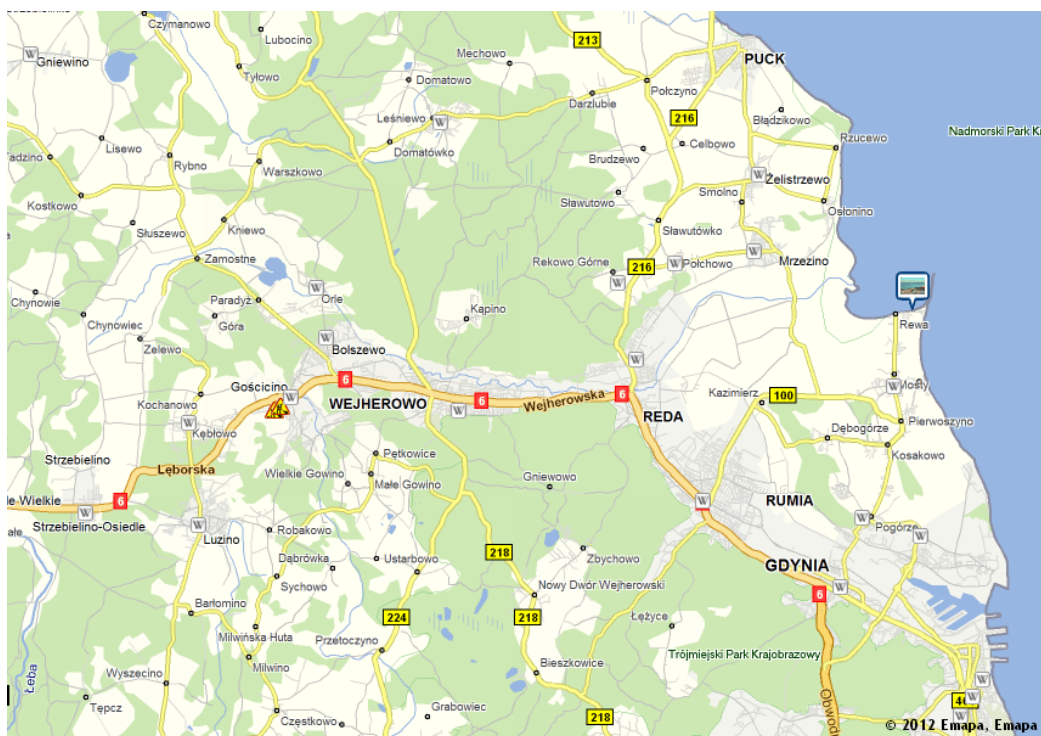 Czymanowo
Lubocino
213
PUCK
Gniewino
Tyłowo
Mechowo
Domatowo
Połczyno
Darzlubie
Leśniewo
216
Błądzikowo
Nadmorski Park K
Lisewo
Domatówko
Brudzewo
Celbowo
Rzucewo
Rybno
Warszkowo
Żelistrzewo
Kostkowo
Sławutowo
Smolno
Osłonino
Słuszewo
Kniewo
Sławutówko
Zamostne
Rekowo Górne
216
Połchowo
Mrzezino
Chynowie
Paradyż
Orle
Chynowiec
Góra
Kąpino
Rewa
Zelewo
Bolszewo
Gościcino
6
Mosty
Kochanowo
WEJHEROWO
6
Wejherowska
6
REDA
Kazimierz
100
Pierwoszyno
Kębłowo
Dębogórze
Kosakowo
Strzebielino
Lęborska
Pętkowice
Wielkie Gowino
Małe Gowino
Gniewowo
6
RUMIA
Strzebielino-Osiedle
Luzino
Robakowo
Pogórze
Dąbrówka
Ustarbowo
218
Zbychowo
GDYNIA
Sychowo
Nowy Dwór Wejherowski
6
Barłomino
224
218
Łężyce
Milwińska Huta
Przetoczyno
Trójmiejski Park Krajobrazowy
Milwino
Bieszkowice
Łeba
Wyszecino
Tępcz
Częstkowo
Grabowiec
218
Obwod
© 2012 Emapa, Emapa